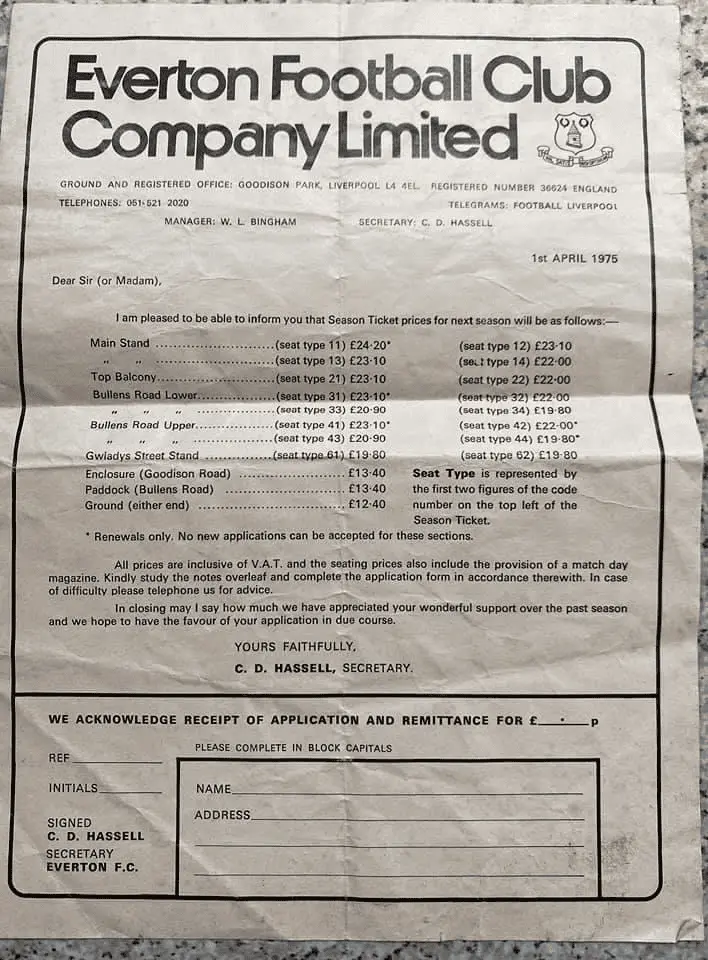 Everton Football Club
Company Limited
GROUND AND REGISTERED OFFICE: GOODISON PARK, LIVERPOOL L4 4EL. REGISTERED NUMBER 36624 ENGLAND
TELEPHONES: 051-521 2020 TELEGRAMS: FOOTBALL LIVERPOOL
MANAGER: W. L. BINGHAM SECRETARY: C. D. HASSELL
1st APRIL 1975
Dear Sir (or Madam),
I am pleased to be able to inform you that Season Ticket prices for next season will be as follows:—
Main Stand ...........................(seat type 11) £24·20* (seat type 12) £23·10
„ „ ...........................(seat type 13) £23·10 (seat type 14) £22·00
Top Balcony...........................(seat type 21) £23·10 (seat type 22) £22·00
Bullens Road Lower..................(seat type 31) £23·10* (seat type 32) £22·00
„ „ „ ..................(seat type 33) £20·90 (seat type 34) £19·80
Bullens Road Upper..................(seat type 41) £23·10* (seat type 42) £22·00*
„ „ „ ..................(seat type 43) £20·90 (seat type 44) £19·80*
Gwladys Street Stand ...............(seat type 61) £19·80 (seat type 62) £19·80
Enclosure (Goodison Road) ........................... £13·40 Seat Type is represented by
Paddock (Bullens Road) ........................... £13·40 the first two figures of the code
Ground (either end) .................................. £12·40 number on the top left of the
Season Ticket.
* Renewals only. No new applications can be accepted for these sections.
All prices are inclusive of V.A.T. and the seating prices also include the provision of a match day
magazine. Kindly study the notes overleaf and complete the application form in accordance therewith. In case
of difficulty please telephone us for advice.
In closing may I say how much we have appreciated your wonderful support over the past season
and we hope to have the favour of your application in due course.
YOURS FAITHFULLY,
C. D. HASSELL, SECRETARY.
WE ACKNOWLEDGE RECEIPT OF APPLICATION AND REMITTANCE FOR £___·___p
PLEASE COMPLETE IN BLOCK CAPITALS
REF
INITIALS
NAME
ADDRESS
SIGNED
C. D. HASSELL
SECRETARY
EVERTON F.C.